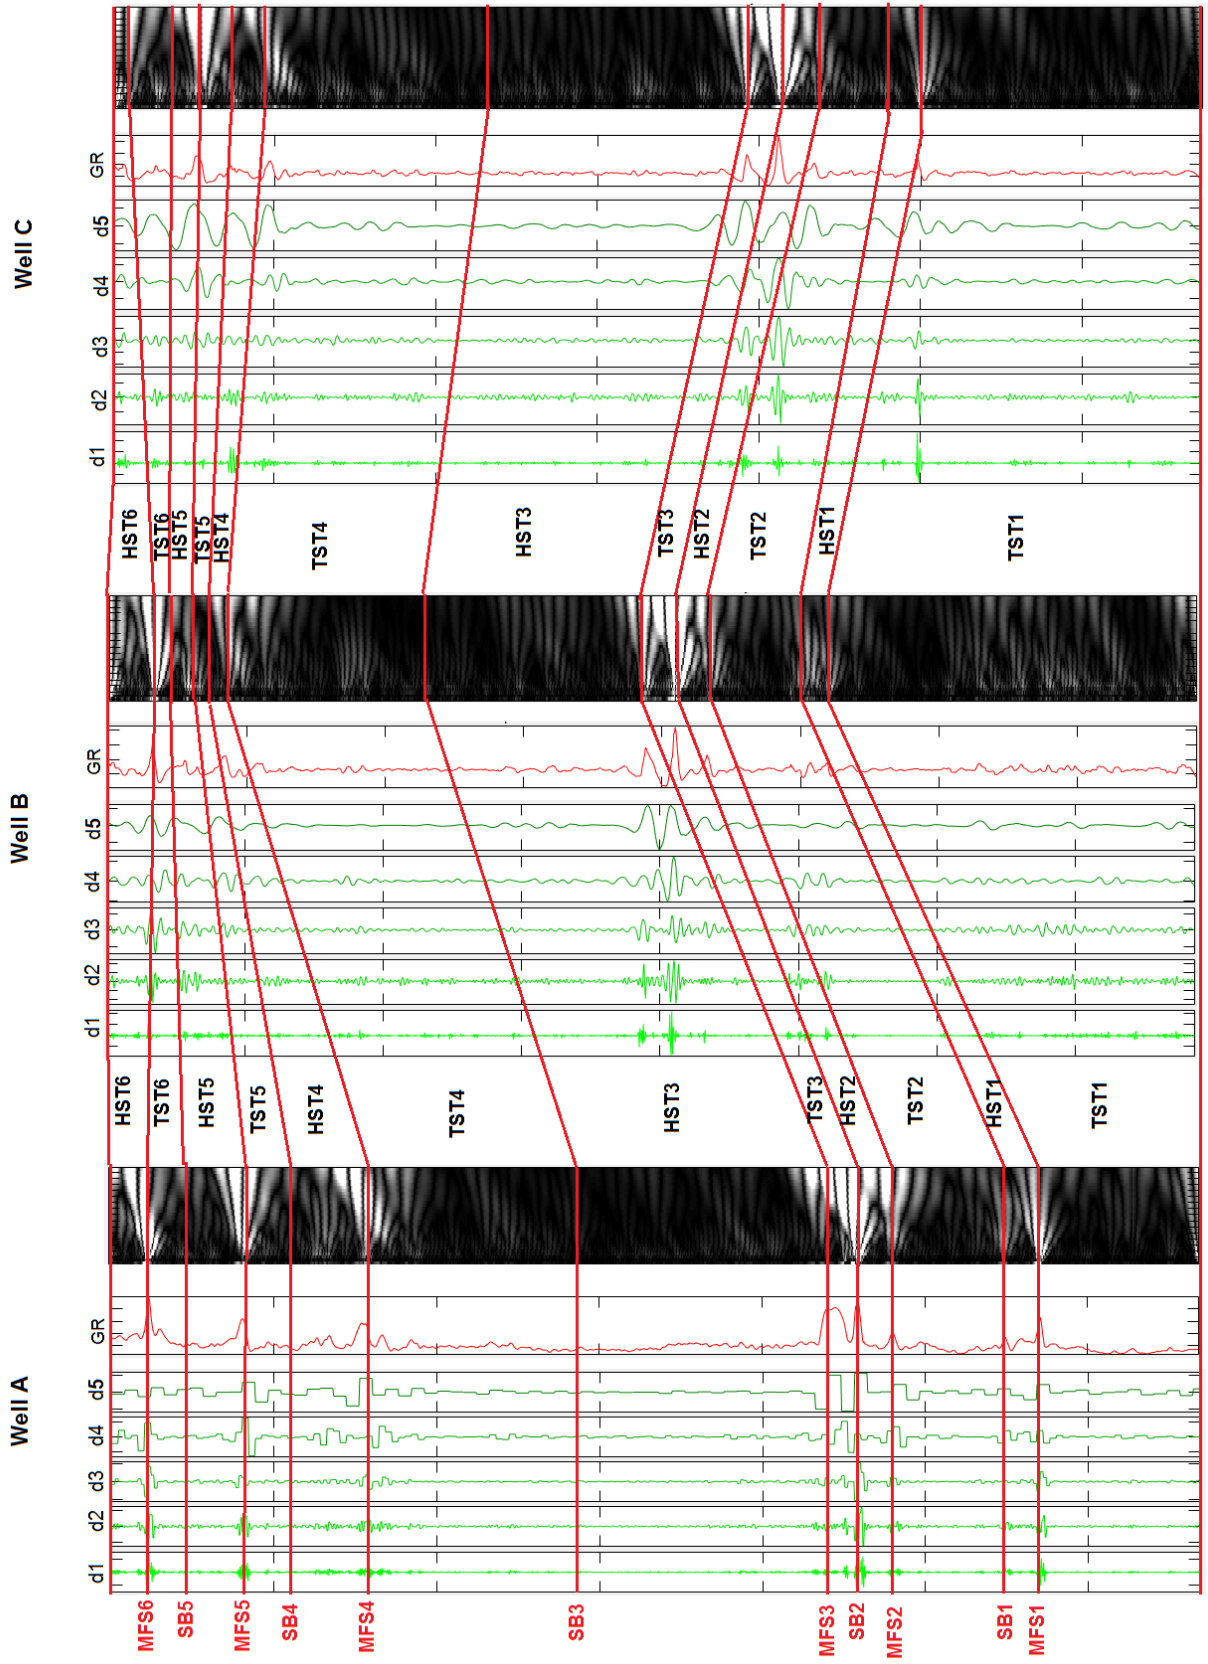 Well A
Well B
Well C
d1
d2
d3
d4
d5
GR
d1
d2
d3
d4
d5
GR
d1
d2
d3
d4
d5
GR
MFS6
SB5
MFS5
SB4
MFS4
SB3
MFS3
SB2
MFS2
SB1
MFS1
HST6
TST6
HST5
TST5
HST4
TST4
HST3
TST3
HST2
TST2
HST1
TST1
HST6
TST6
HST5
TST5
HST4
TST4
HST3
TST3
HST2
TST2
HST1
TST1